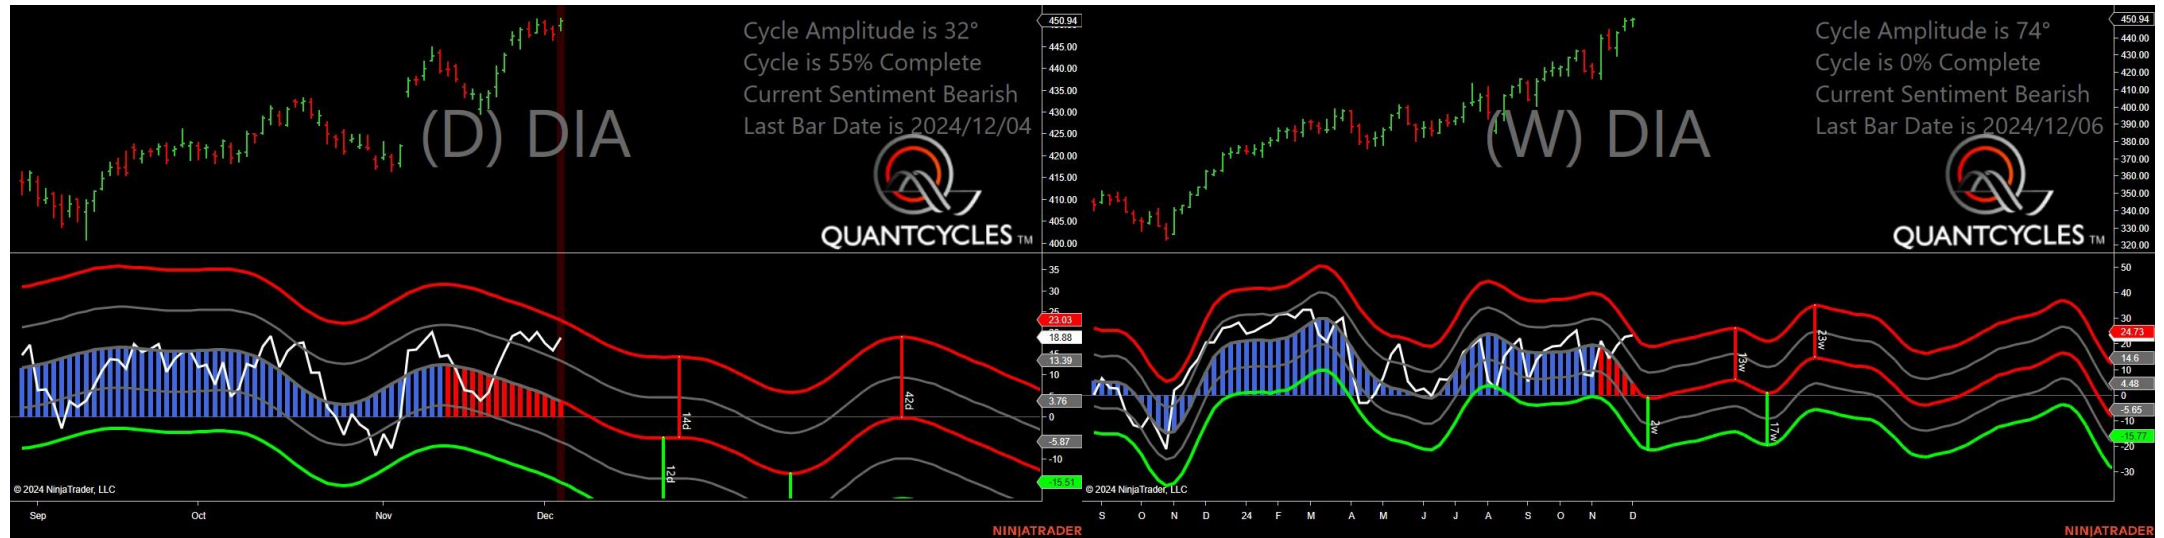 Cycle Amplitude is 32°
Cycle is 55% Complete
Current Sentiment Bearish
Last Bar Date is 2024/12/04
(D) DIA
QUANTCYCLES TM
450.94
445.00
440.00
435.00
430.00
425.00
420.00
415.00
410.00
405.00
400.00
35
30
23.03
18.88
13.39
10
3.76
0
-5.87
-10
-15.51
14d
12d
42d
© 2024 NinjaTrader, LLC
Sep
Oct
Nov
Dec
NINJATRADER
Cycle Amplitude is 74°
Cycle is 0% Complete
Current Sentiment Bearish
Last Bar Date is 2024/12/06
(W) DIA
QUANTCYCLES TM
450.94
440.00
430.00
420.00
410.00
400.00
390.00
380.00
370.00
360.00
350.00
340.00
330.00
320.00
50
40
30
24.73
20
14.6
10
4.48
0
-5.65
-10
-15.77
-20
-30
2w
13w
17w
23w
© 2024 NinjaTrader, LLC
S O N D 24 F M A M J J A S O N D
NINJATRADER